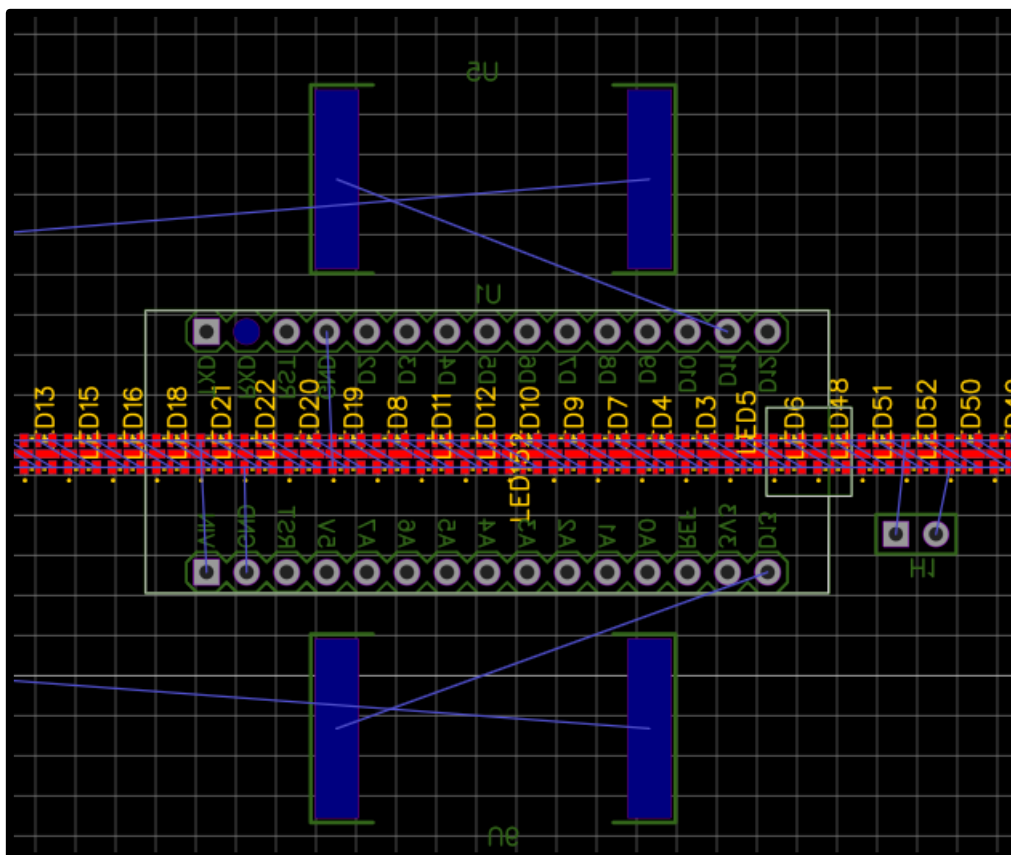 U5
U1
TXD RXD RST GND D2 D3 D4 D5 D6 D7 D8 D9 D10 D11 D12
LED13 LED15 LED16 LED18 LED21 LED22 LED20 LED19 LED8 LED11 LED12 LED10 LED9 LED7 LED4 LED3 LED5 LED6 LED48 LED51 LED52 LED50
VIN GND RST 5V A7 A6 A5 A4 A3 A2 A1 A0 REF 3V3 D13
H1
U6